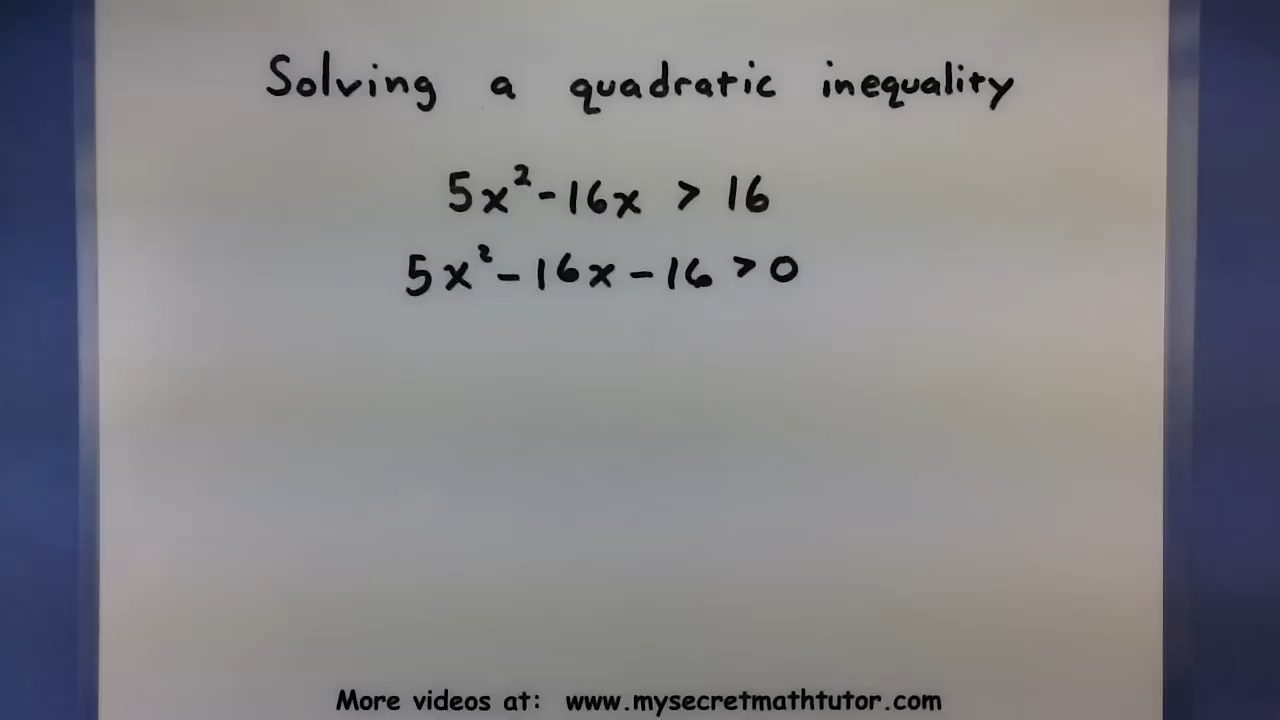 Solving a quadratic inequality
5x² - 16x > 16
5x² - 16x - 16 > 0
More videos at: www.mysecretmathtutor.com